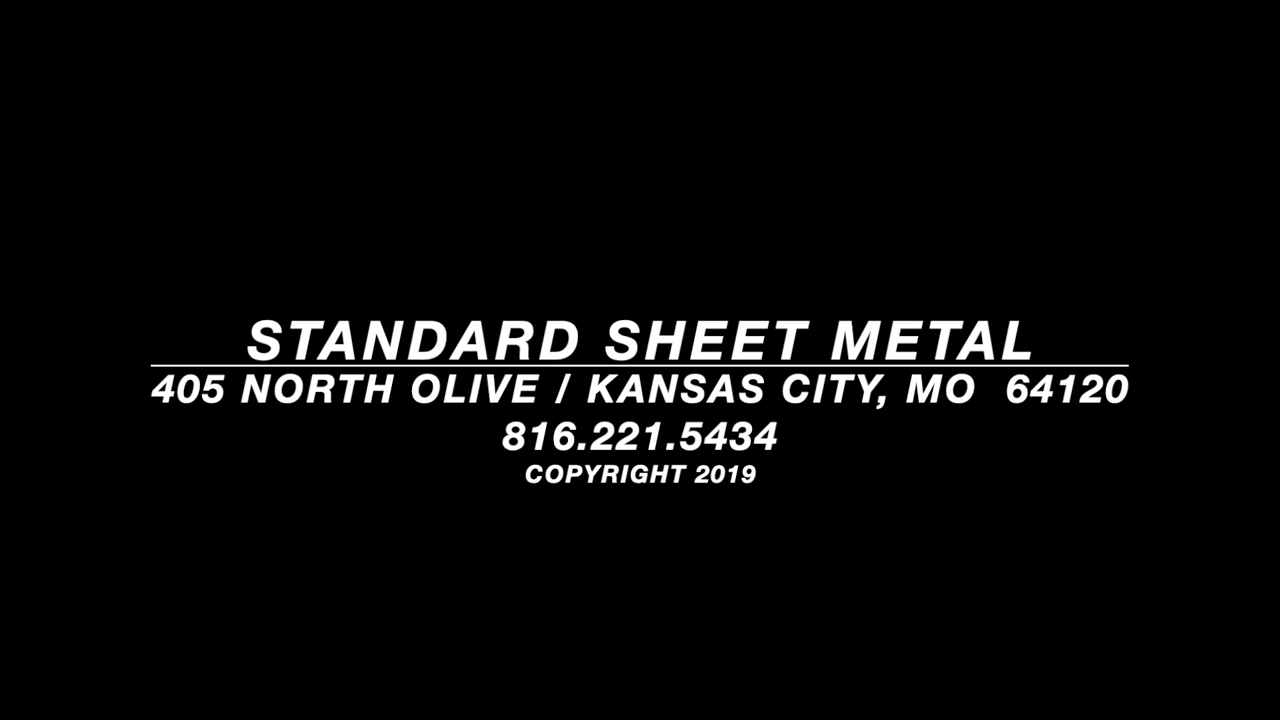 STANDARD SHEET METAL
405 NORTH OLIVE / KANSAS CITY, MO  64120
816.221.5434
COPYRIGHT 2019